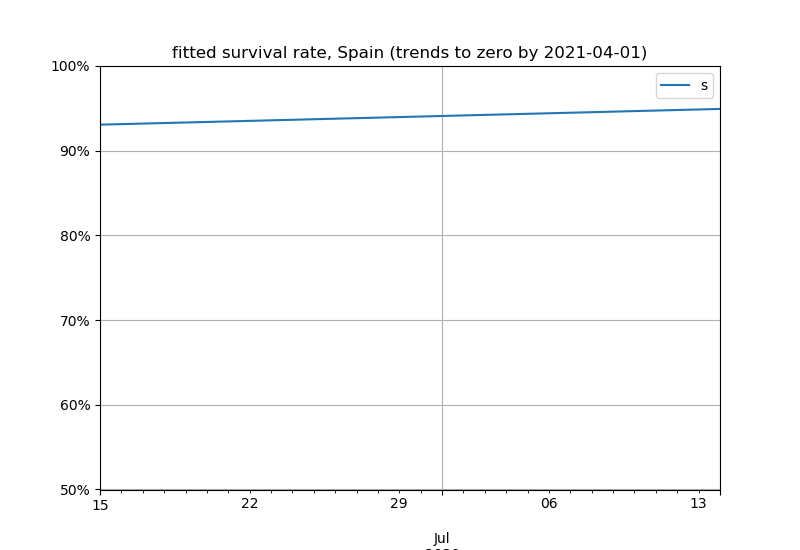 fitted survival rate, Spain (trends to zero by 2021-04-01)
100%
s
90%
80%
70%
60%
50%
15 22 29 06 13
Jul